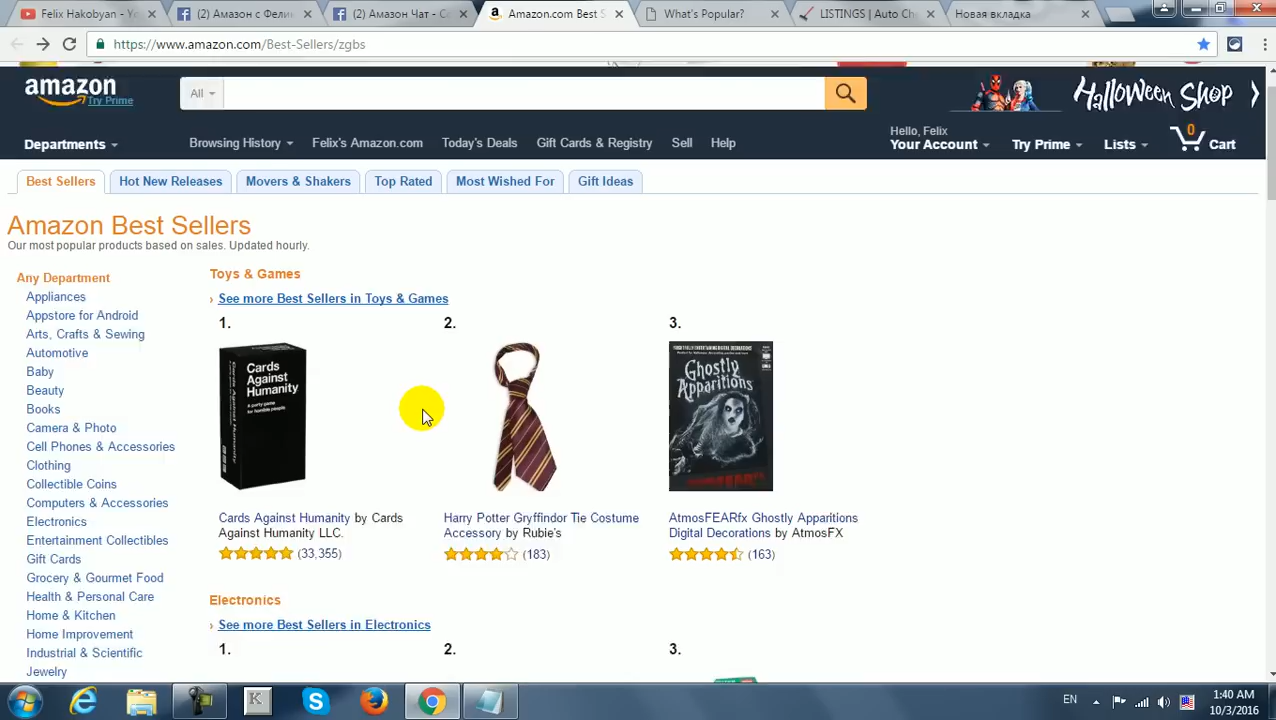 Felix Hakobyan - Y
(2) Амазон с Фели
(2) Амазон Чат - С
Amazon.com Best S
What's Popular?
LISTINGS | Auto Ch
Новая вкладка
https://www.amazon.com/Best-Sellers/zgbs
amazon
Try Prime
All
Halloween Shop
Departments
Browsing History
Felix's Amazon.com
Today's Deals
Gift Cards & Registry
Sell
Help
Hello, Felix
Your Account
Try Prime
Lists
0
Cart
Best Sellers
Hot New Releases
Movers & Shakers
Top Rated
Most Wished For
Gift Ideas
Amazon Best Sellers
Our most popular products based on sales. Updated hourly.
Any Department
Appliances
Appstore for Android
Arts, Crafts & Sewing
Automotive
Baby
Beauty
Books
Camera & Photo
Cell Phones & Accessories
Clothing
Collectible Coins
Computers & Accessories
Electronics
Entertainment Collectibles
Gift Cards
Grocery & Gourmet Food
Health & Personal Care
Home & Kitchen
Home Improvement
Industrial & Scientific
Jewelry
Toys & Games
› See more Best Sellers in Toys & Games
1.
Cards
Against
Humanity
A party game
for horrible people.
Cards Against Humanity
Cards Against Humanity by Cards
Against Humanity LLC.
(33,355)
2.
Harry Potter Gryffindor Tie Costume
Accessory by Rubie's
(183)
3.
Ghostly
Apparitions
AtmosFEARfx Ghostly Apparitions
Digital Decorations by AtmosFX
(163)
Electronics
› See more Best Sellers in Electronics
1.
2.
3.
K
EN
1:40 AM
10/3/2016